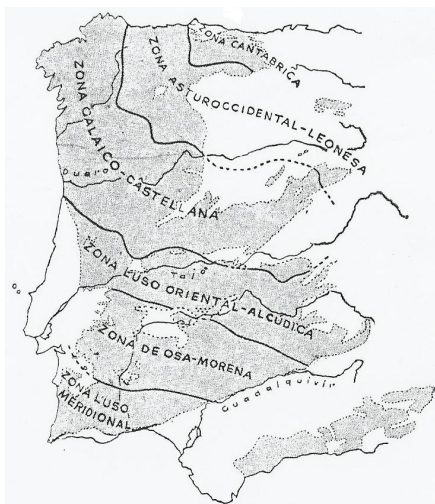 ZONA CANTABRICA
ZONA ASTUROCCIDENTAL-LEONESA
ZONA GALAICO-CASTELLANA
Duero
ZONA LUSO ORIENTAL-ALCUDICA
Tajo
ZONA DE OSA-MORENA
Guadalquivir
ZONA LUSO
MERIDIONAL